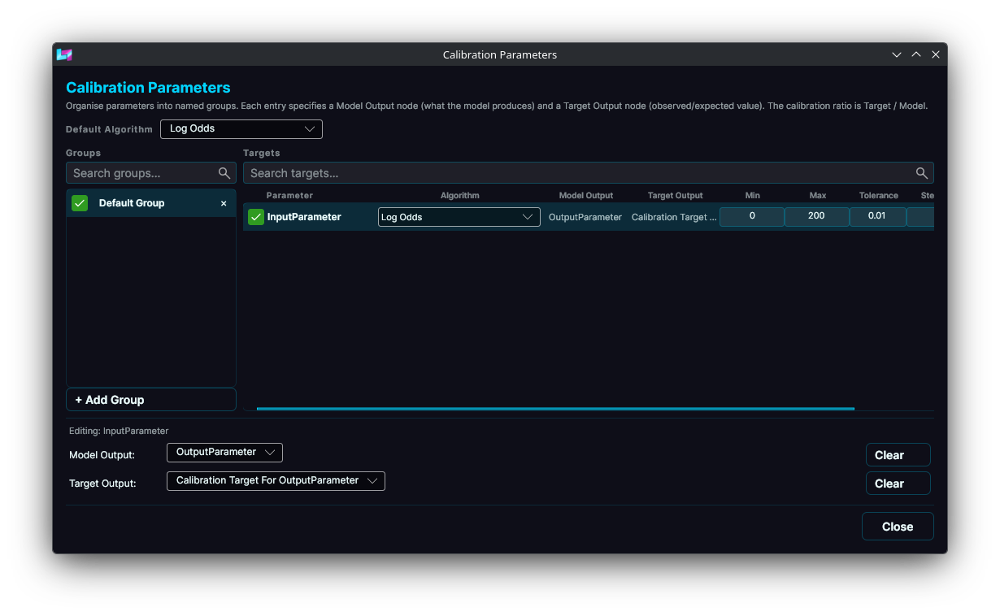 Calibration Parameters
Calibration Parameters
Organise parameters into named groups. Each entry specifies a Model Output node (what the model produces) and a Target Output node (observed/expected value). The calibration ratio is Target / Model.
Default Algorithm Log Odds
Groups Targets
Search groups... Search targets...
Parameter Algorithm Model Output Target Output Min Max Tolerance Ste
Default Group ×
InputParameter Log Odds OutputParameter Calibration Target ... 0 200 0.01
+ Add Group
Editing: InputParameter
Model Output: OutputParameter Clear
Target Output: Calibration Target For OutputParameter Clear
Close